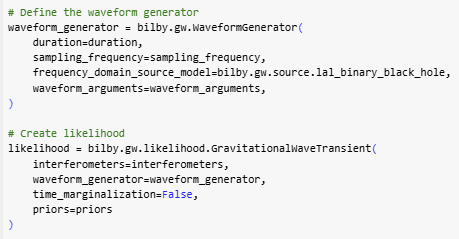 # Define the waveform generator
waveform_generator = bilby.gw.WaveformGenerator(
    duration=duration,
    sampling_frequency=sampling_frequency,
    frequency_domain_source_model=bilby.gw.source.lal_binary_black_hole,
    waveform_arguments=waveform_arguments,
)

# Create likelihood
likelihood = bilby.gw.likelihood.GravitationalWaveTransient(
    interferometers=interferometers,
    waveform_generator=waveform_generator,
    time_marginalization=False,
    priors=priors
)